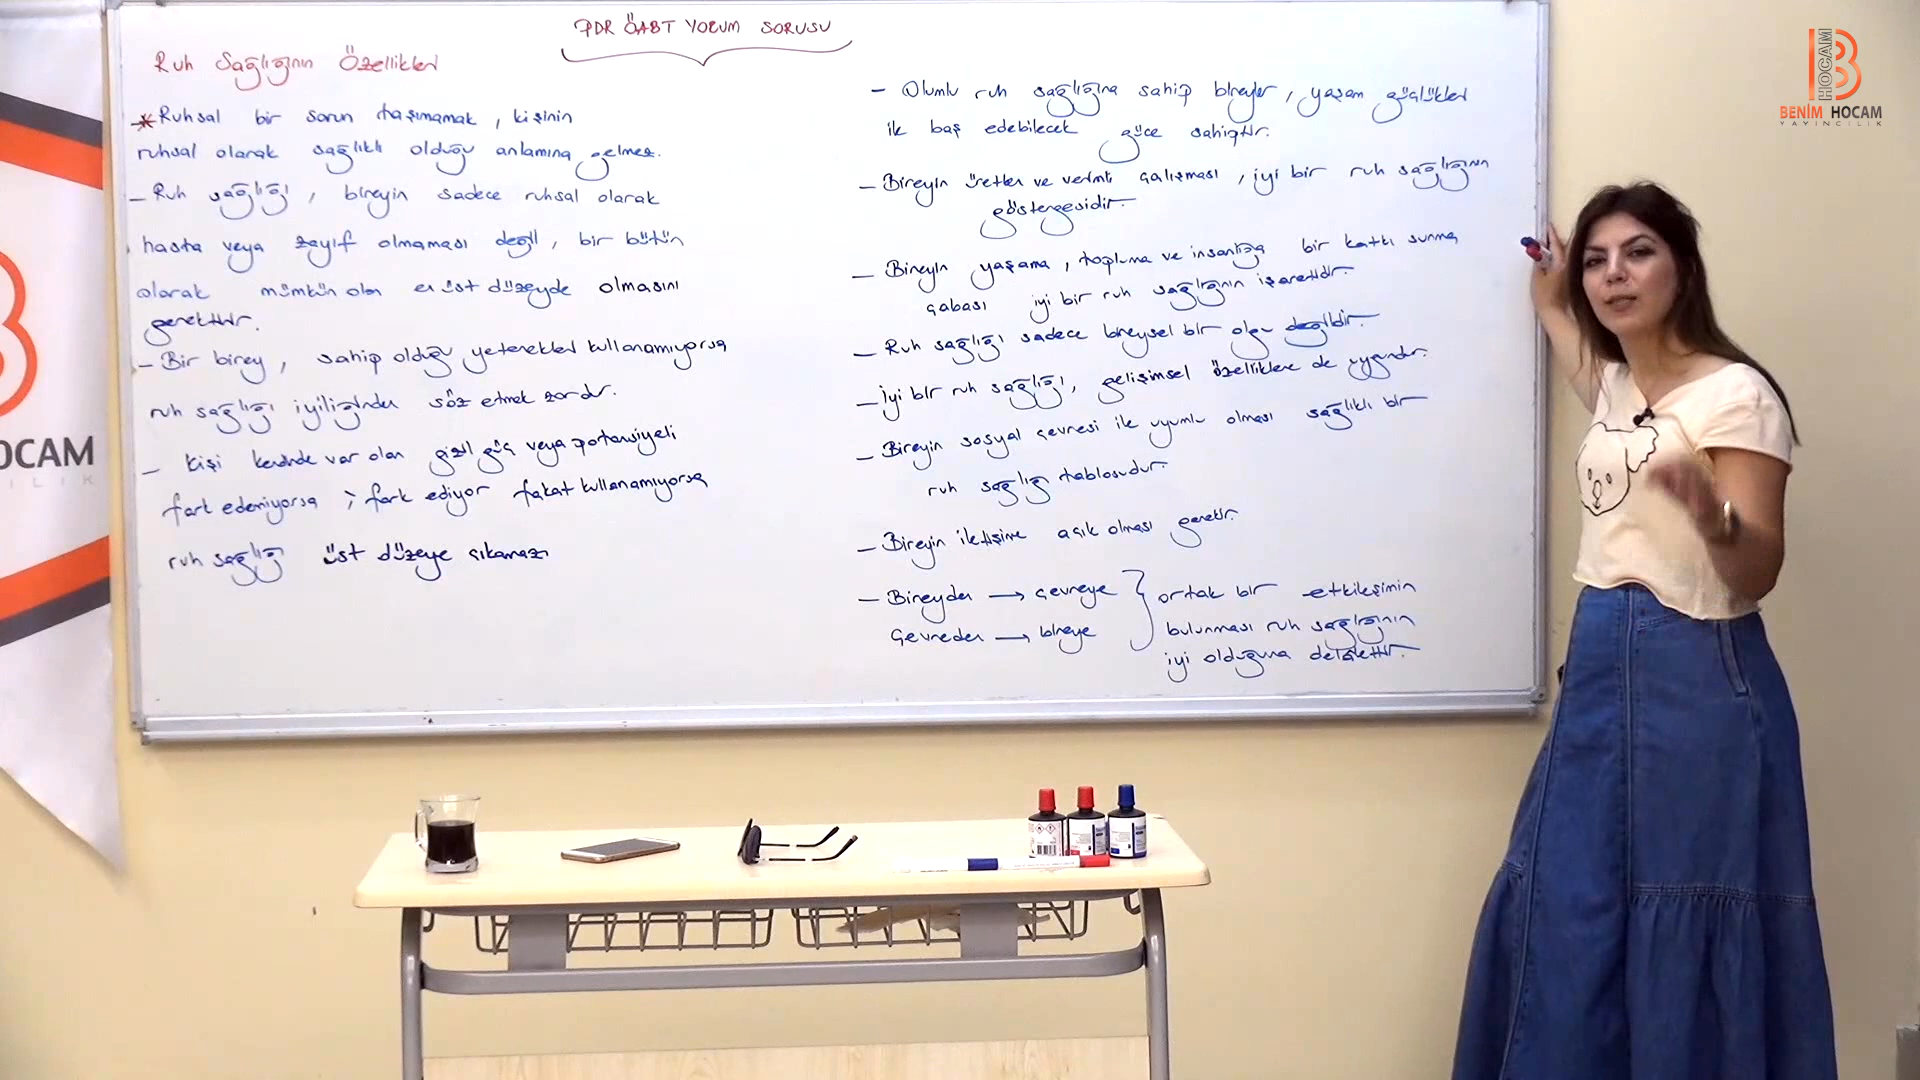 PDR ÖABT YORUM SORUSU
Ruh Sağlığının Özellikleri
* Ruhsal bir sorun taşımamak, kişinin
ruhsal olarak sağlıklı olduğu anlamına gelmez.
- Ruh sağlığı, bireyin sadece ruhsal olarak
hasta veya zayıf olmaması değil, bir bütün
olarak mümkün olan en üst düzeyde olmasını
gerektirir.
- Bir birey, sahip olduğu yetenekleri kullanamıyorsa
ruh sağlığı iyiliğinden söz etmek zordur.
- Kişi kendinde var olan gizil güç veya potansiyeli
fark edemiyorsa ; fark ediyor fakat kullanamıyorsa
ruh sağlığı üst düzeye çıkamaz.
- Olumlu ruh sağlığına sahip bireyler, yaşam güçlükleri
ile baş edebilecek güce sahiptir.
- Bireyin üretken ve verimli çalışması, iyi bir ruh sağlığının
göstergesidir.
- Bireyin yaşama, topluma ve insanlığa bir katkı sunma
çabası iyi bir ruh sağlığının işaretidir.
- Ruh sağlığı sadece bireysel bir olgu değildir.
- İyi bir ruh sağlığı, gelişimsel özelliklere de uygundur.
- Bireyin sosyal çevresi ile uyumlu olması sağlıklı bir
ruh sağlığı tablosudur.
- Bireyin iletişime açık olması gerekir.
- Bireyden → çevreye } ortak bir etkileşimin
Çevreden → bireye bulunması ruh sağlığının
iyi olduğuna delalettir.
B HOCAM
BENİM HOCAM
YAYINCILIK
HOCAM